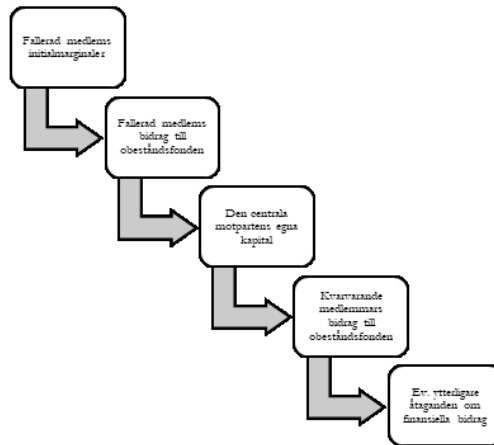 Fallerad medlems
initialmarginaler
Fallerad medlems
bidrag till
obeståndsfonden
Den centrala
motpartens egna
kapital
Kvarvarande
medlemmars
bidrag till
obeståndsfonden
Ev. ytterligare
åtaganden om
finansiella bidrag